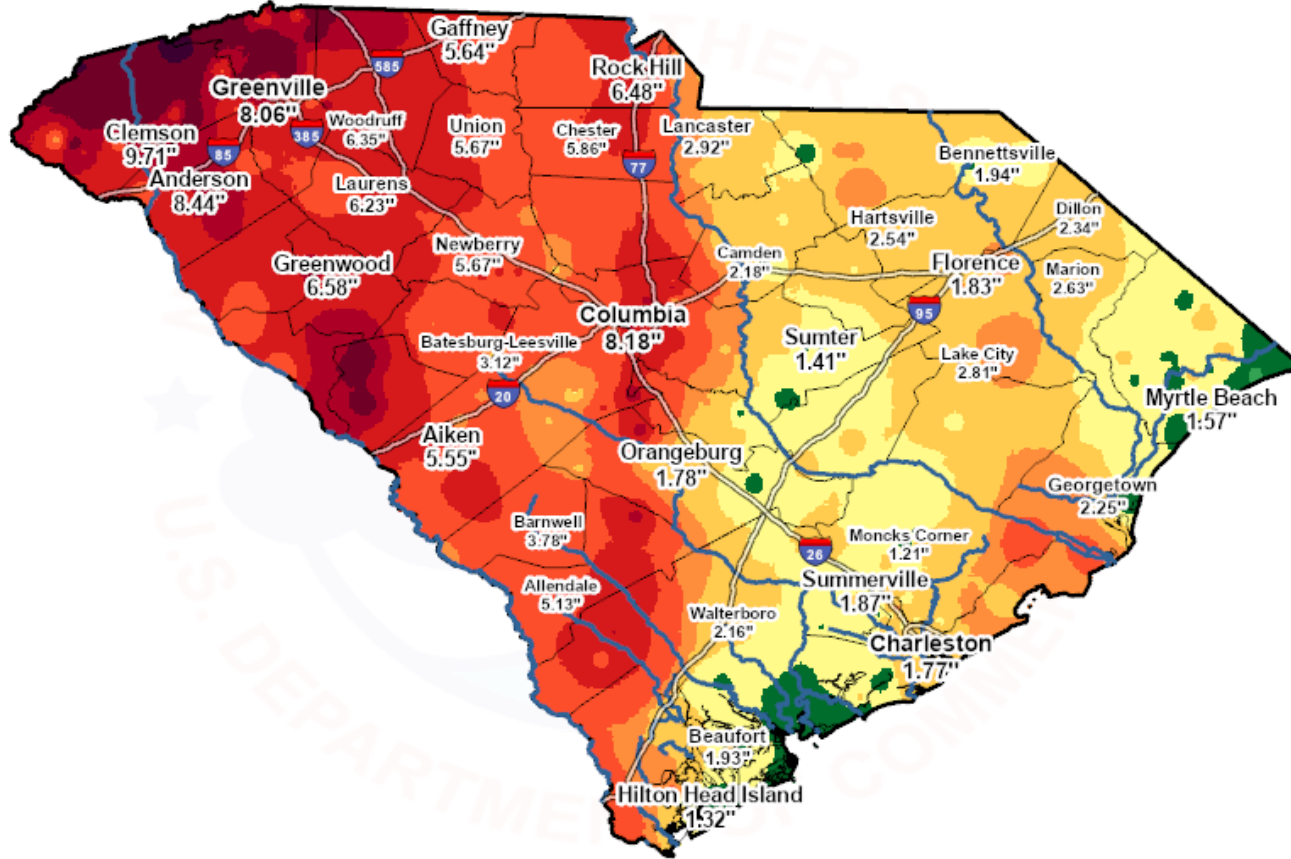 Gaffney
5.64"
585
Rock Hill
6.48"
Greenville
8.06"
Woodruff
6.35"
Union
5.67"
Chester
5.86"
Lancaster
2.92"
Clemson
9.71"
385
85
77
Bennettsville
1.94"
Anderson
8.44"
Laurens
6.23"
Hartsville
2.54"
Dillon
2.34"
Newberry
5.67"
Camden
2.18"
Greenwood
6.58"
Florence
1.83"
Marion
2.63"
Columbia
8.18"
95
Batesburg-Leesville
3.12"
Sumter
1.41"
Lake City
2.81"
20
Myrtle Beach
1.57"
Aiken
5.55"
Orangeburg
1.78"
Georgetown
2.25"
Barnwell
3.78"
26
Moncks Corner
1.21"
Allendale
5.13"
Summerville
1.87"
Walterboro
2.16"
Charleston
1.77"
Beaufort
1.93"
Hilton Head Island
1.32"
U.S. DEPARTMENT OF COMM